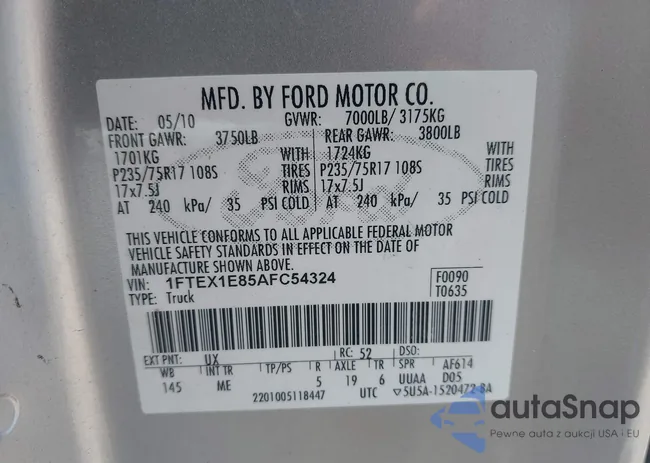 MFD. BY FORD MOTOR CO.
DATE: 05/10 GVWR: 7000LB/ 3175KG
FRONT GAWR: 3750LB REAR GAWR: 3800LB
1701KG WITH 1724KG WITH
P235/75R17 108S TIRES P235/75R17 108S TIRES
17x7.5J RIMS 17x7.5J RIMS
AT 240 kPa/ 35 PSI COLD AT 240 kPa/ 35 PSI COLD
THIS VEHICLE CONFORMS TO ALL APPLICABLE FEDERAL MOTOR
VEHICLE SAFETY STANDARDS IN EFFECT ON THE DATE OF
MANUFACTURE SHOWN ABOVE.
VIN: 1FTEX1E85AFC54324 F0090
TYPE: Truck T0635
EXT PNT: UX RC: 52 DSO:
WB INT TR TP/PS R AXLE TR SPR AF614
145 ME 5 19 6 UUAA D05
2201005118447 UTC ▽5U5A-1520472-BA
autaSnap
Pewne auta z aukcji USA i EU